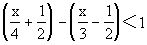 (x/4 + 1/2) − (x/3 − 1/2) < 1